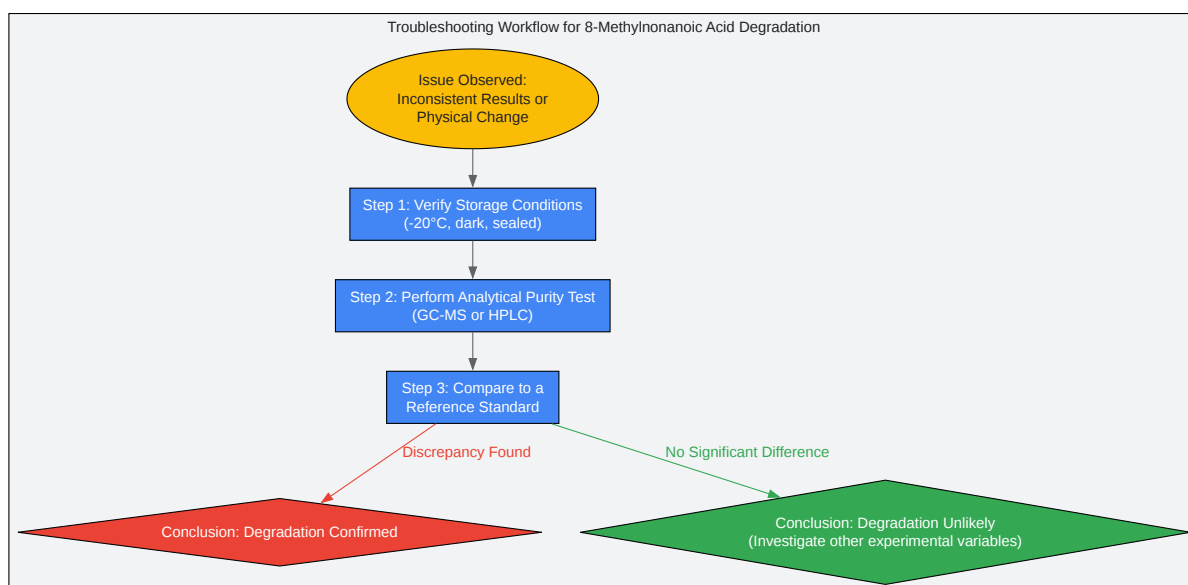 Troubleshooting Workflow for 8-Methylnonanoic Acid Degradation
Issue Observed:
Inconsistent Results or
Physical Change
Step 1: Verify Storage Conditions
(-20°C, dark, sealed)
Step 2: Perform Analytical Purity Test
(GC-MS or HPLC)
Step 3: Compare to a
Reference Standard
Discrepancy Found
No Significant Difference
Conclusion: Degradation Confirmed
Conclusion: Degradation Unlikely
(Investigate other experimental variables)